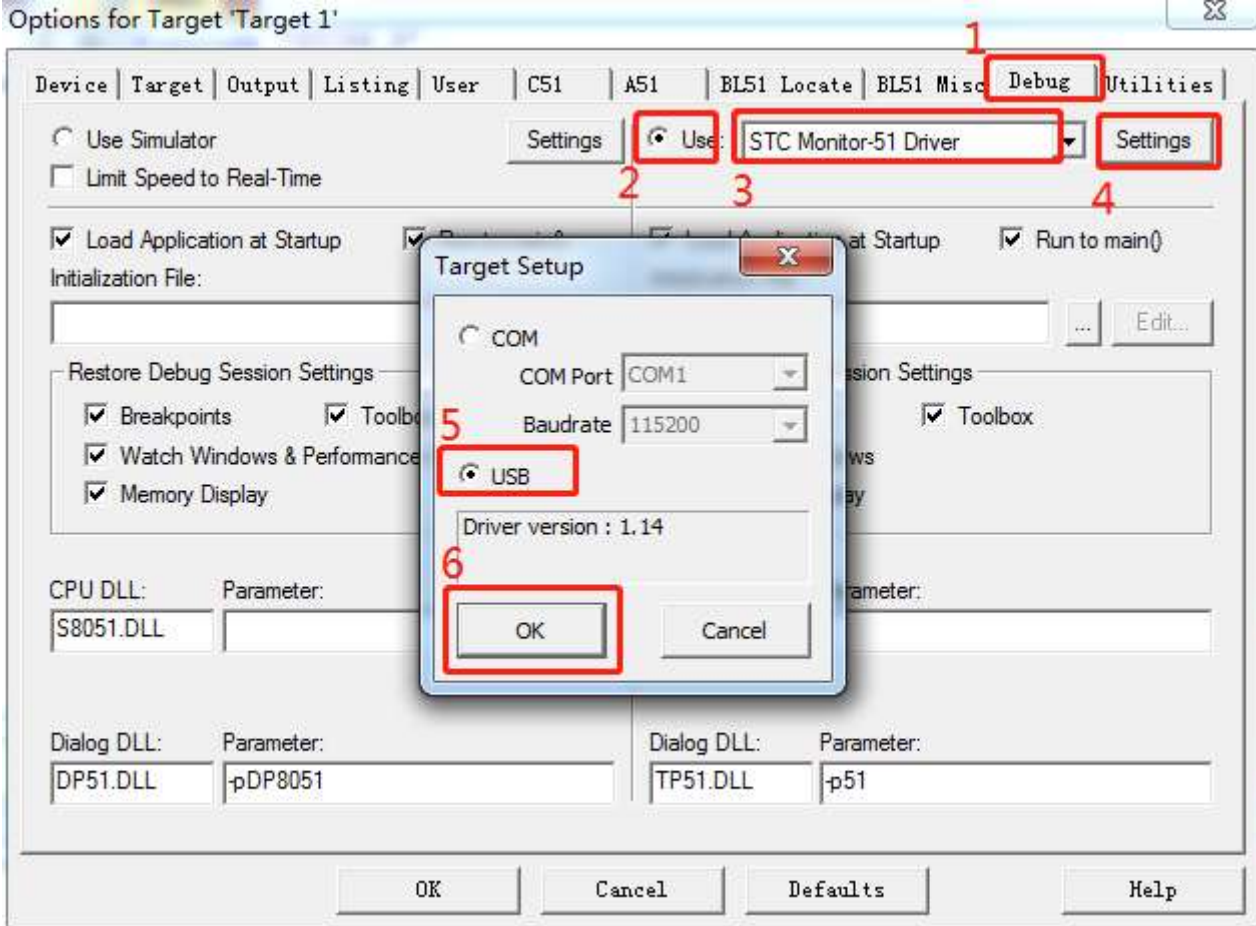 Options for Target 'Target 1'
1
Device Target Output Listing User C51 A51 BL51 Locate BL51 Misc Debug Utilities
Use Simulator Settings Use: STC Monitor-51 Driver Settings
Limit Speed to Real-Time
2 3 4
Load Application at Startup at Startup Run to main()
Initialization File:
... Edit...
Target Setup
COM
COM Port COM1
Baudrate 115200
5
USB
Driver version : 1.14
6
OK Cancel
Restore Debug Session Settings ssion Settings
Breakpoints Toolbo Toolbox
Watch Windows & Performance ws
Memory Display ay
CPU DLL: Parameter: ameter:
S8051.DLL
Dialog DLL: Parameter: Dialog DLL: Parameter:
DP51.DLL -pDP8051 TP51.DLL -p51
OK Cancel Defaults Help